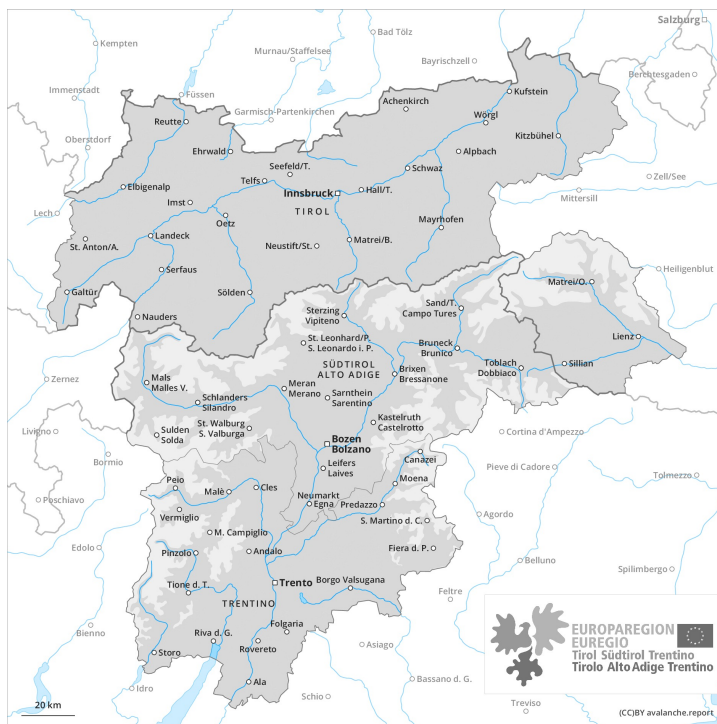 Salzburg
Kempten
Bad Tölz
Murnau/Staffelsee
Bayrischzell
Berchtesgaden
Immenstadt
Füssen
Kufstein
Achenkirch
Garmisch-Partenkirchen
Wörgl
Reutte
Oberstdorf
Kitzbühel
Ehrwald
Alpbach
Seefeld/T.
Schwaz
Zell/See
Telfs
Elbigenalp
Innsbruck
Hall/T.
Mittersill
Imst
TIROL
Lech
Oetz
Mayrhofen
Landeck
St. Anton/A.
Neustift/St.
Matrei/B.
Serfaus
Heiligenblut
Matrei/O.
Galtür
Sölden
Sand/T.
Campo Tures
Nauders
Sterzing
Vipiteno
Lienz
St. Leonhard/P.
S. Leonardo i. P.
Bruneck
Brunico
Toblach
Dobbiaco
Sillian
SÜDTIROL
ALTO ADIGE
Brixen
Bressanone
Zernez
Mals
Malles V.
Meran
Merano
Sarnthein
Sarentino
Schlanders
Silandro
Kastelruth
Castelrotto
St. Walburg
S. Valburga
Livigno
Sulden
Solda
Cortina d'Ampezzo
Bozen
Bolzano
Canazei
Bormio
Leifers
Laives
Pieve di Cadore
Tolmezzo
Peio
Moena
Malè
Cles
Neumarkt
Egna
Predazzo
Poschiavo
Vermiglio
Agordo
S. Martino d. C.
M. Campiglio
Edolo
Pinzolo
Andalo
Fiera d. P.
Belluno
Spilimbergo
Tione d. T.
Trento
Borgo Valsugana
Feltre
TRENTINO
Bienno
Folgaria
Riva d. G.
Rovereto
Asiago
Storo
Ala
Idro
Schio
Bassano d. G.
Treviso
EUROPAREGION
EUREGIO
Tirol Südtirol Trentino
Tirolo Alto Adige Trentino
20 km
(CC)BY avalanche.report